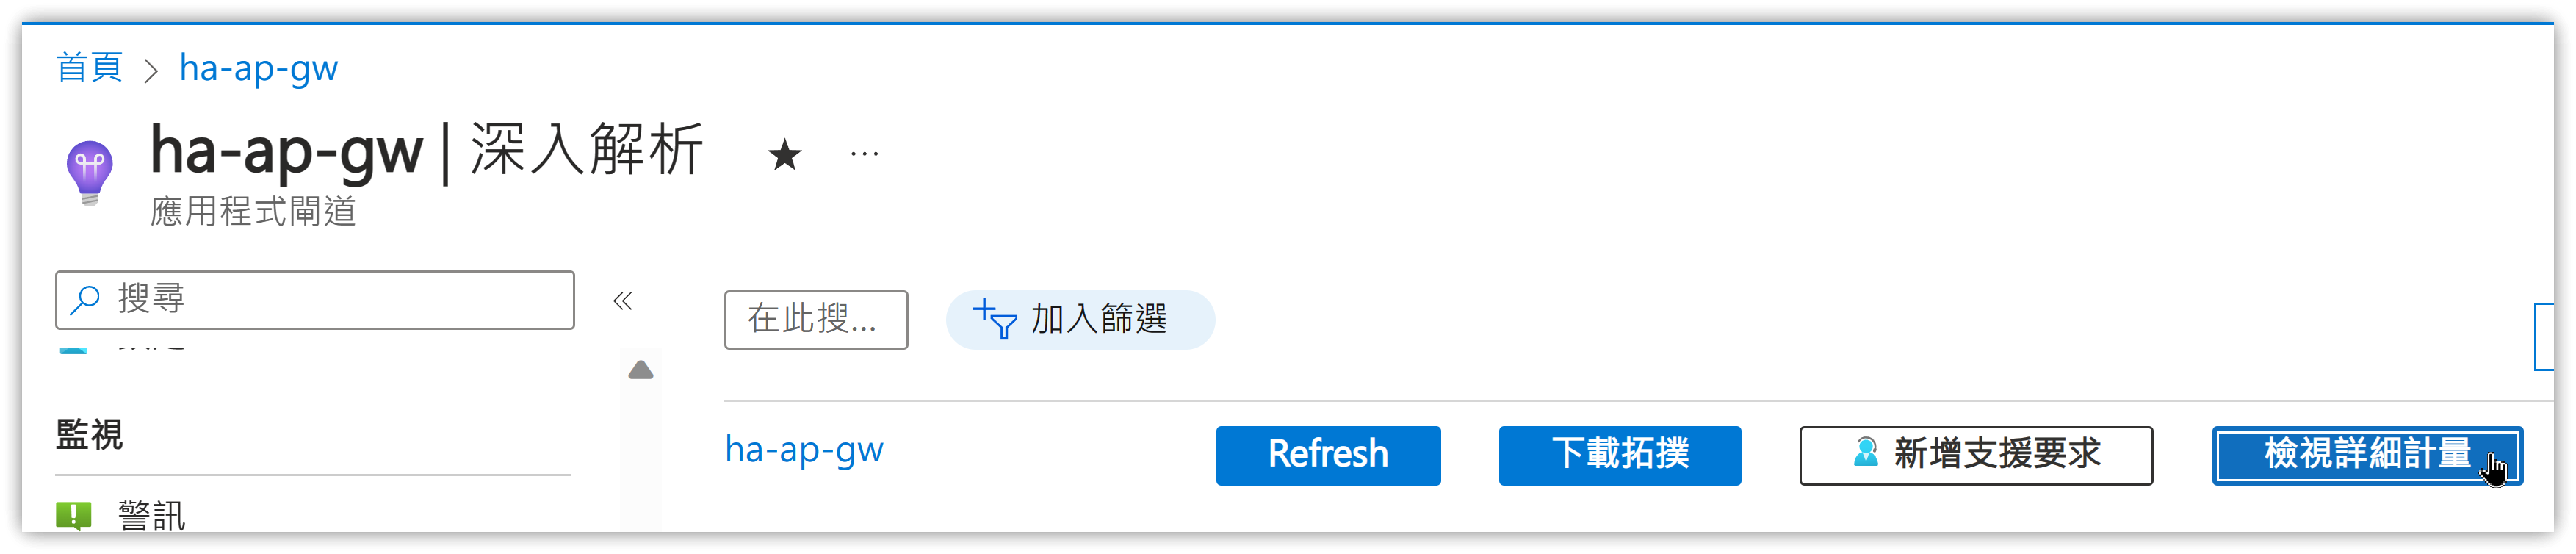 首頁 > ha-ap-gw
ha-ap-gw | 深入解析 ★ ···
應用程式閘道
搜尋 «
在此搜... 加入篩選
監視
ha-ap-gw Refresh 下載拓撲 新增支援要求 檢視詳細計量
警訊